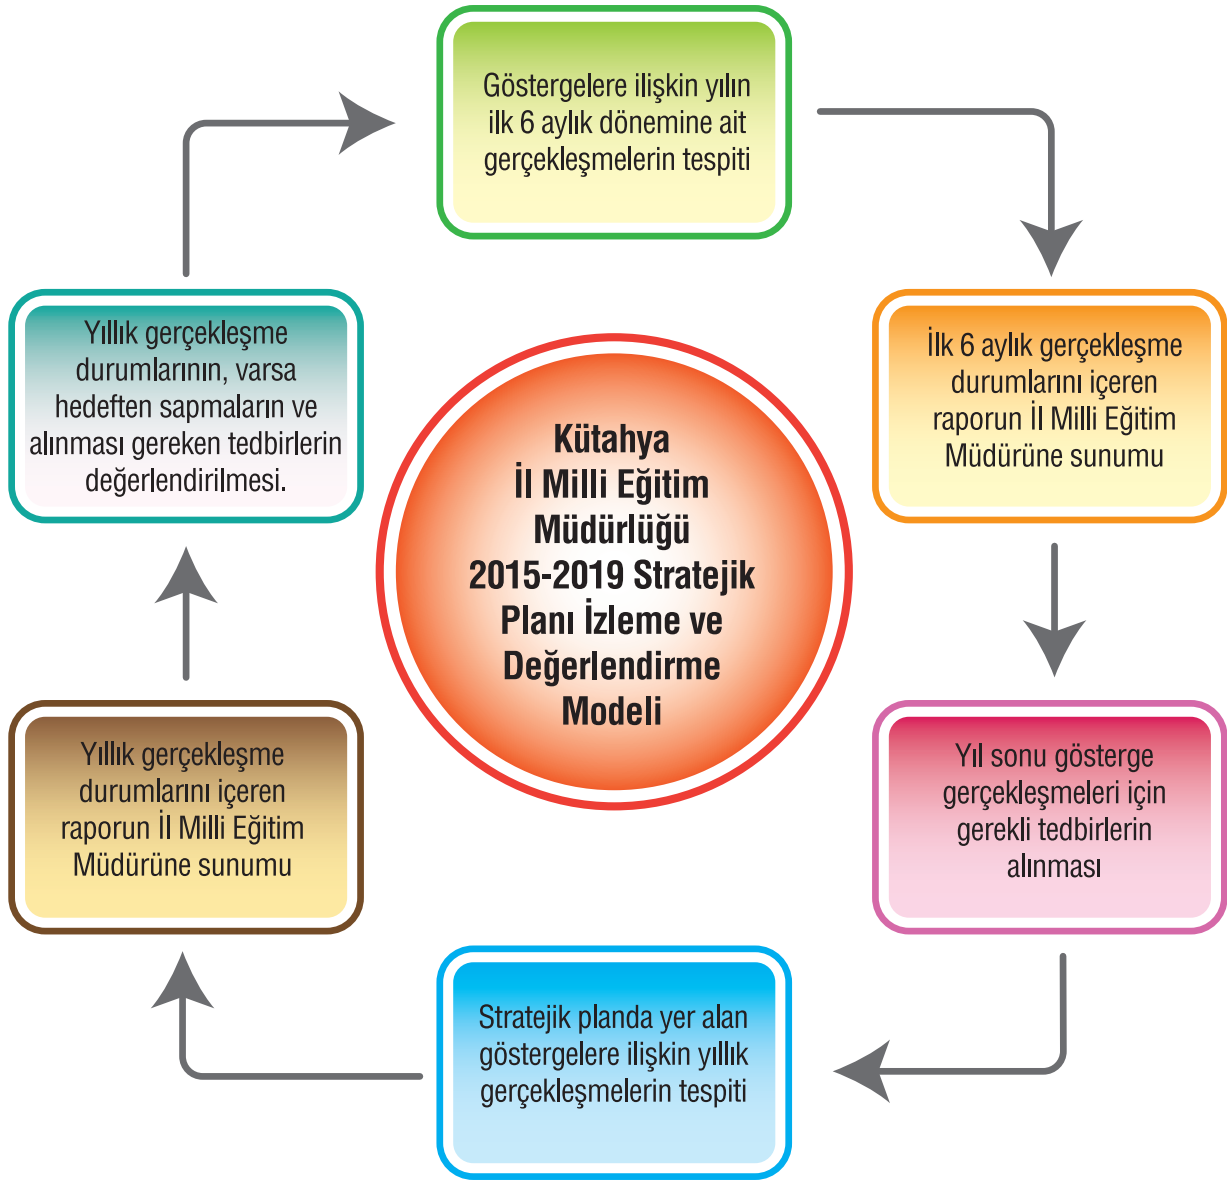 Göstergelere ilişkin yılın
ilk 6 aylık dönemine ait
gerçekleşmelerin tespiti
İlk 6 aylık gerçekleşme
durumlarını içeren
raporun İl Milli Eğitim
Müdürüne sunumu
Yıl sonu gösterge
gerçekleşmeleri için
gerekli tedbirlerin
alınması
Stratejik planda yer alan
göstergelere ilişkin yıllık
gerçekleşmelerin tespiti
Yıllık gerçekleşme
durumlarını içeren
raporun İl Milli Eğitim
Müdürüne sunumu
Yıllık gerçekleşme
durumlarının, varsa
hedeften sapmaların ve
alınması gereken tedbirlerin
değerlendirilmesi.
Kütahya
İl Milli Eğitim
Müdürlüğü
2015-2019 Stratejik
Planı İzleme ve
Değerlendirme
Modeli